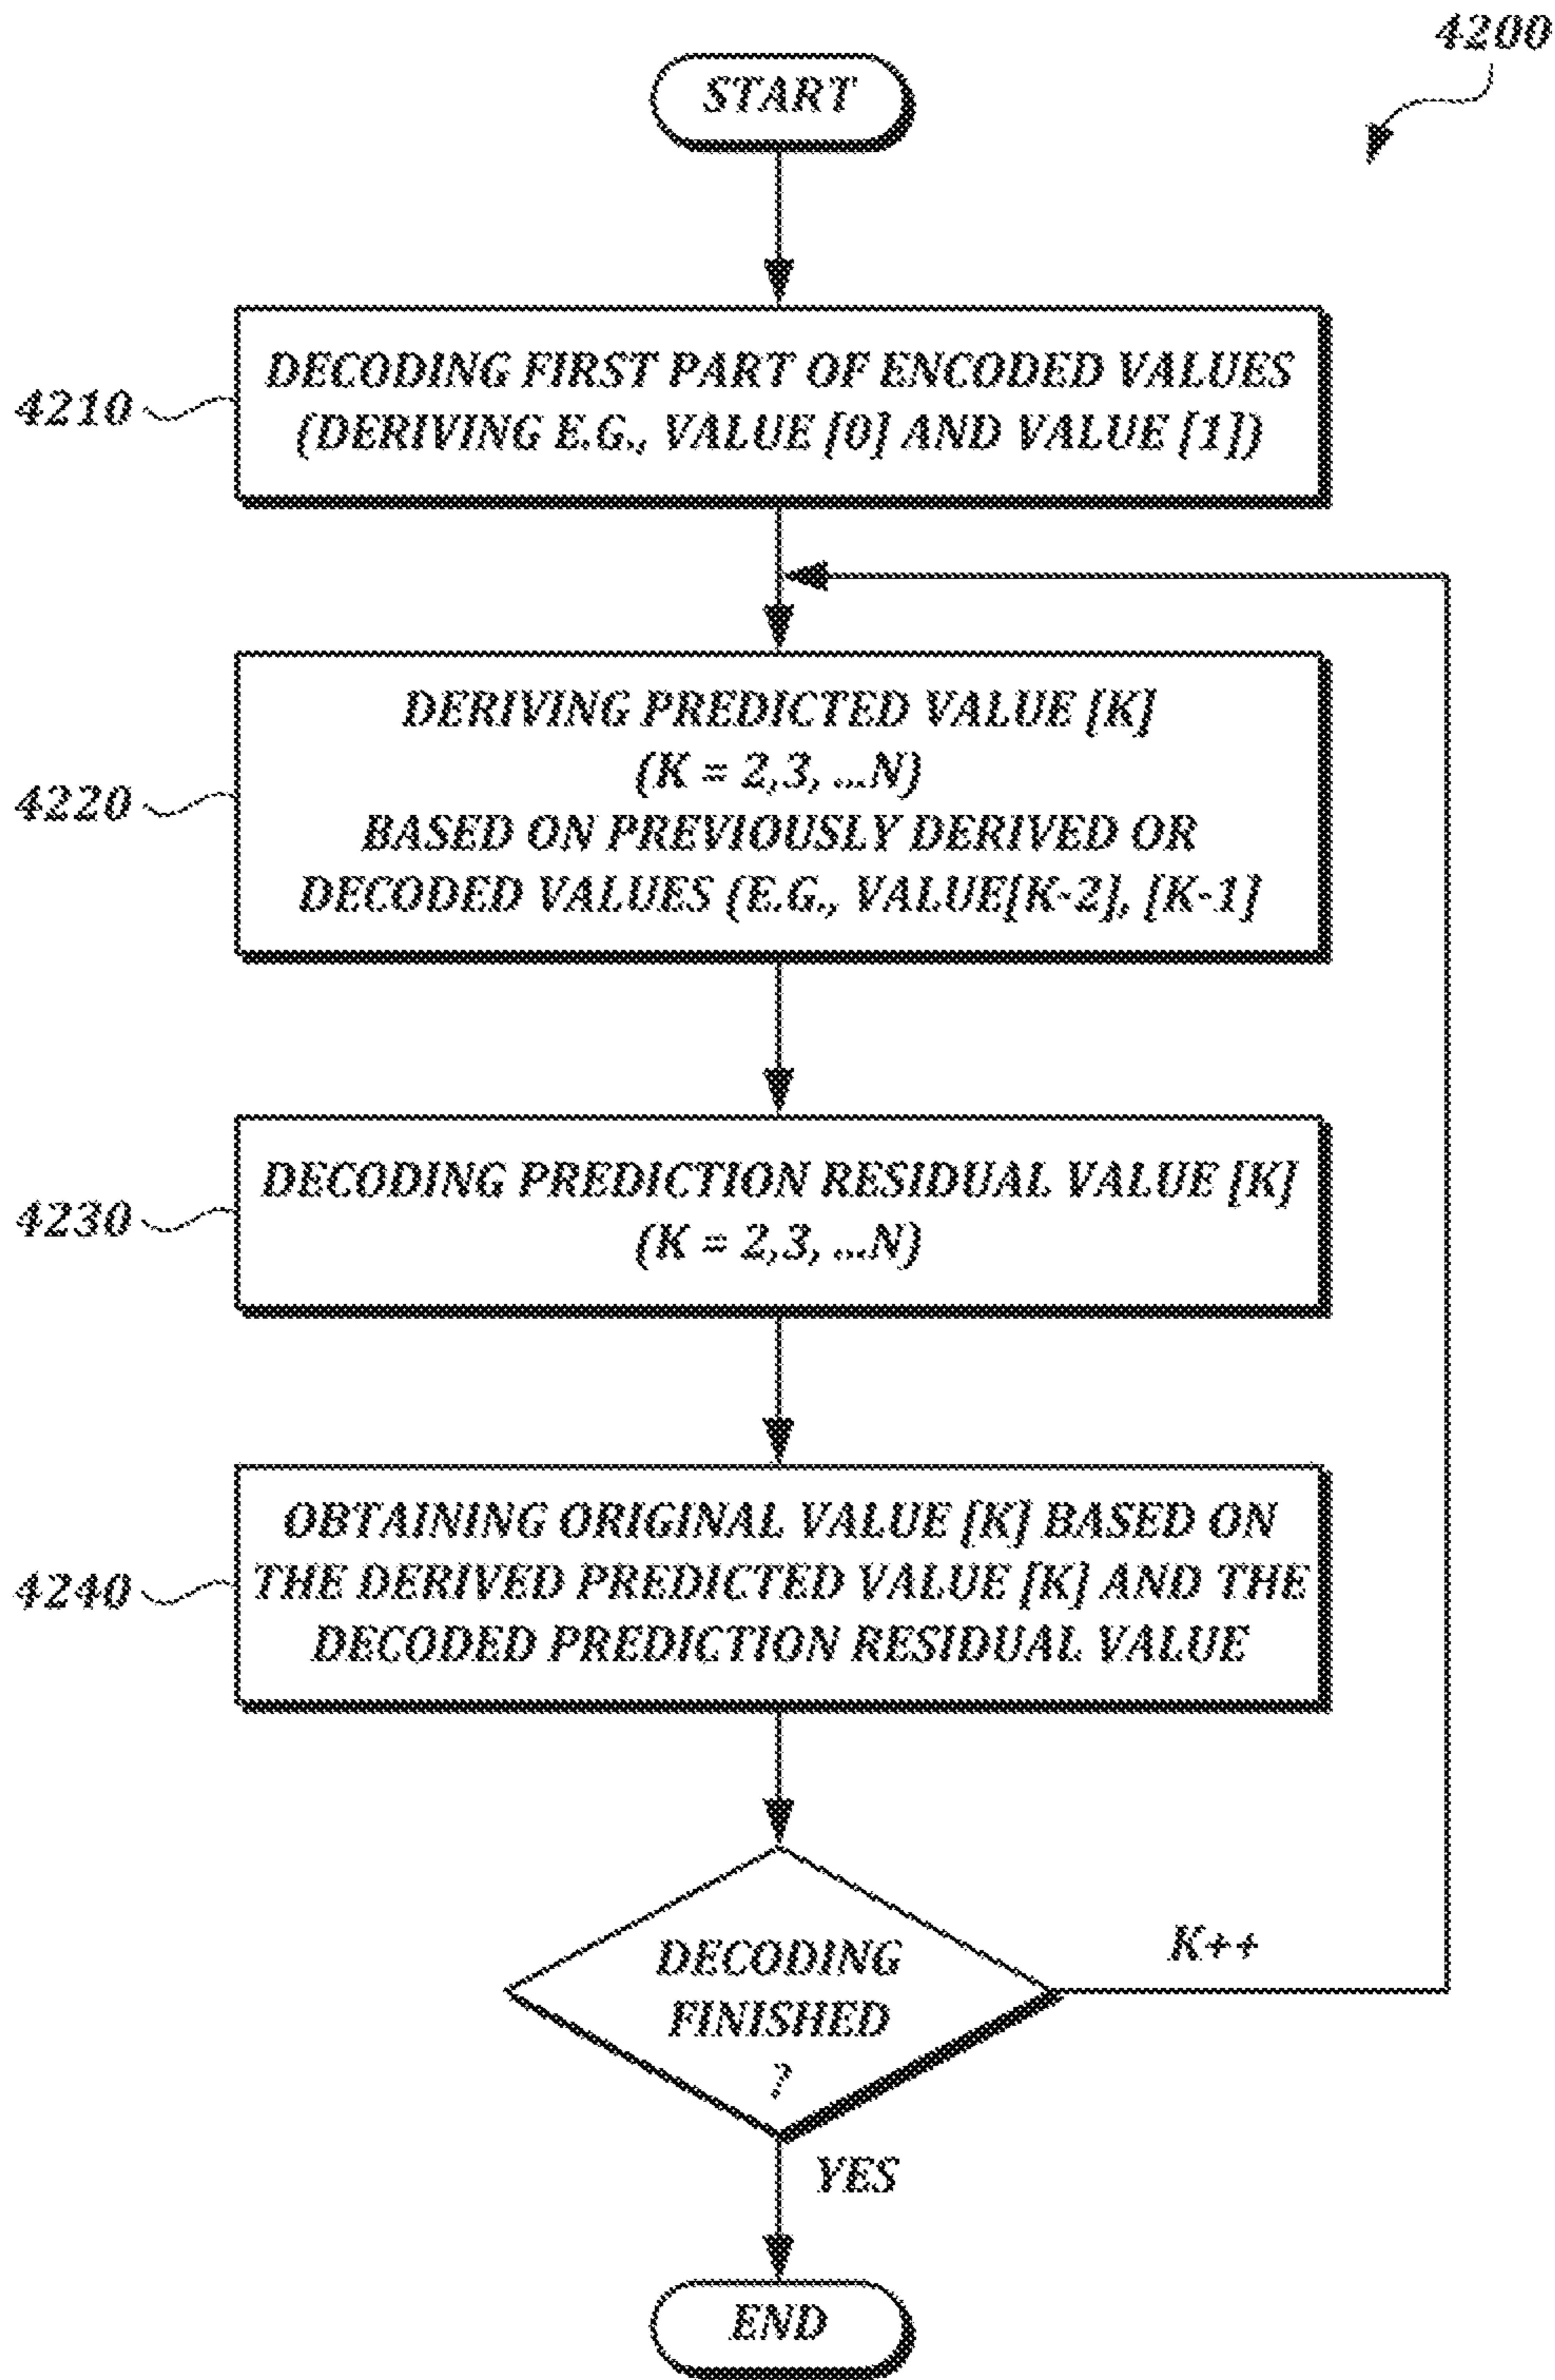 4200
START
4210
DECODING FIRST PART OF ENCODED VALUES
(DERIVING E.G., VALUE [0] AND VALUE [1])
4220
DERIVING PREDICTED VALUE [K]
(K = 2,3, ...N)
BASED ON PREVIOUSLY DERIVED OR
DECODED VALUES (E.G., VALUE[K-2], [K-1]
4230
DECODING PREDICTION RESIDUAL VALUE [K]
(K = 2,3, ...N)
4240
OBTAINING ORIGINAL VALUE [K] BASED ON
THE DERIVED PREDICTED VALUE [K] AND THE
DECODED PREDICTION RESIDUAL VALUE
DECODING
FINISHED
?
K++
YES
END